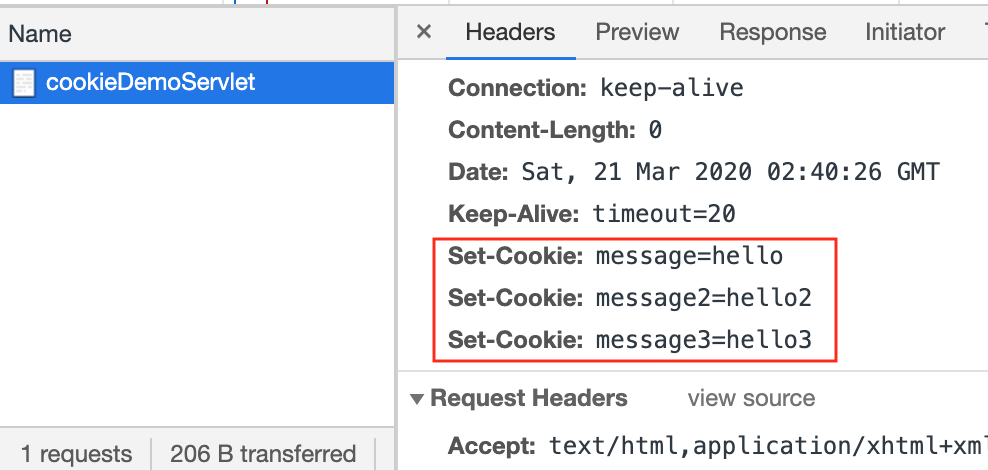 Name
cookieDemoServlet
1 requests 206 B transferred
× Headers Preview Response Initiator
Connection: keep-alive
Content-Length: 0
Date: Sat, 21 Mar 2020 02:40:26 GMT
Keep-Alive: timeout=20
Set-Cookie: message=hello
Set-Cookie: message2=hello2
Set-Cookie: message3=hello3
Request Headers view source
Accept: text/html,application/xhtml+xml